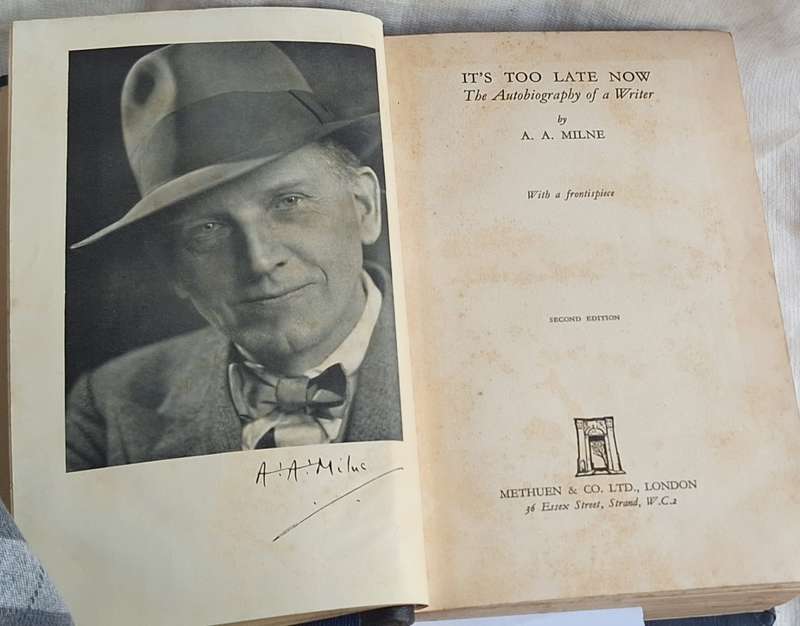 A. A. Milne
IT'S TOO LATE NOW
The Autobiography of a Writer
by
A. A. MILNE
With a frontispiece
SECOND EDITION
METHUEN & CO. LTD., LONDON
36 Essex Street, Strand, W.C.2